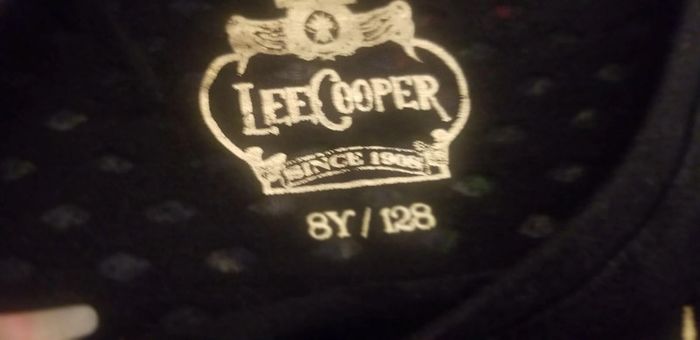 LEE COOPER
SINCE 1908
8Y / 128